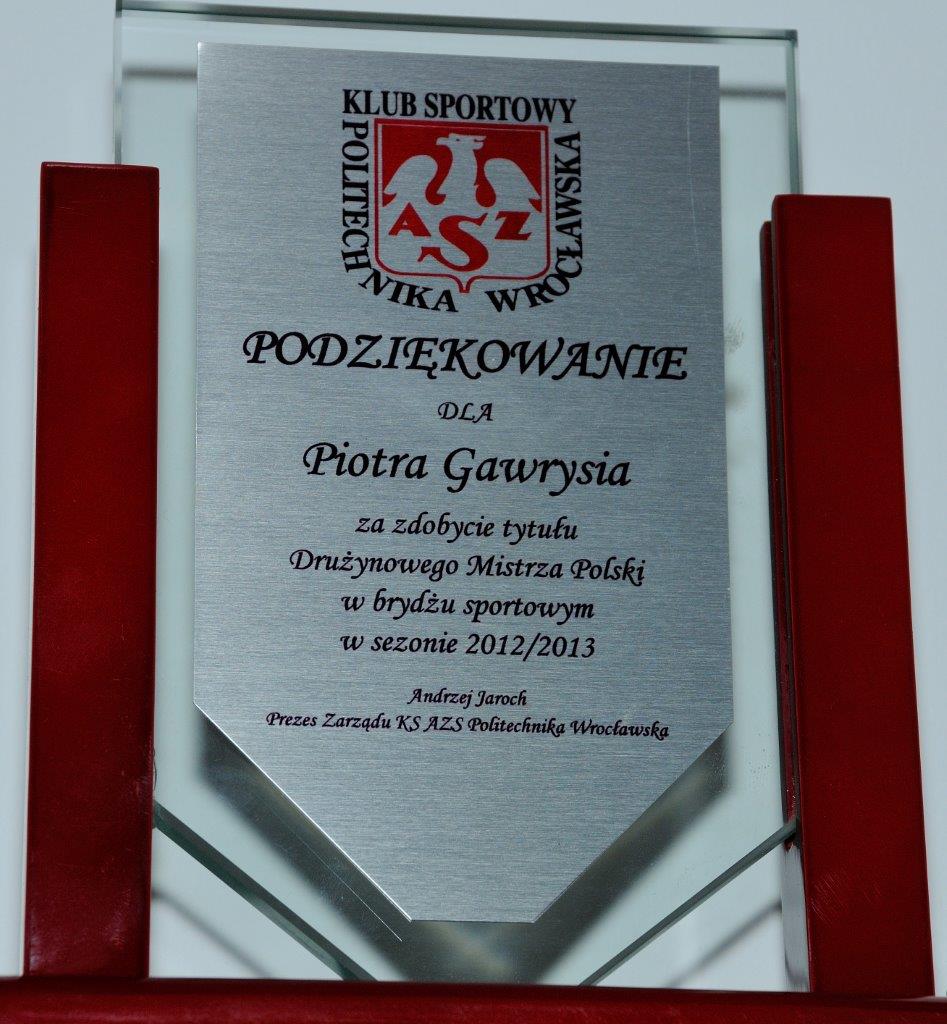 KLUB SPORTOWY
POLITECHNIKA WROCŁAWSKA
ASZ
PODZIĘKOWANIE
DLA
Piotra Gawrysia
za zdobycie tytułu
Drużynowego Mistrza Polski
w brydżu sportowym
w sezonie 2012/2013
Andrzej Jaroch
Prezes Zarządu KS AZS Politechnika Wrocławska